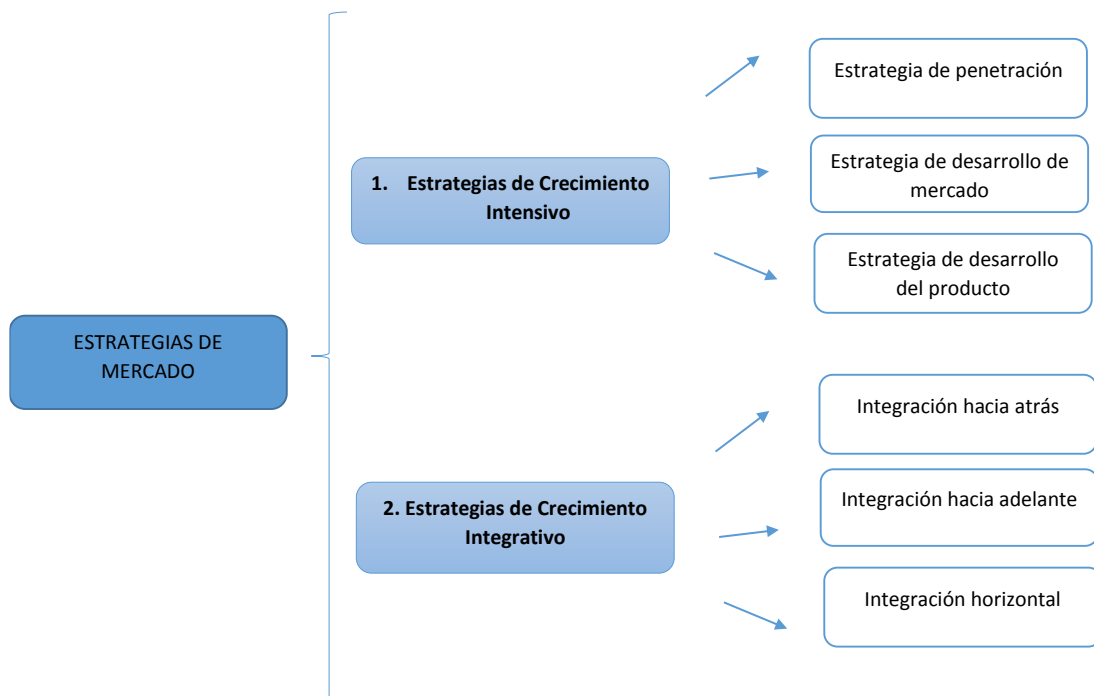 ESTRATEGIAS DE
MERCADO
1. Estrategias de Crecimiento
Intensivo
Estrategia de penetración
Estrategia de desarrollo de
mercado
Estrategia de desarrollo
del producto
2. Estrategias de Crecimiento
Integrativo
Integración hacia atrás
Integración hacia adelante
Integración horizontal